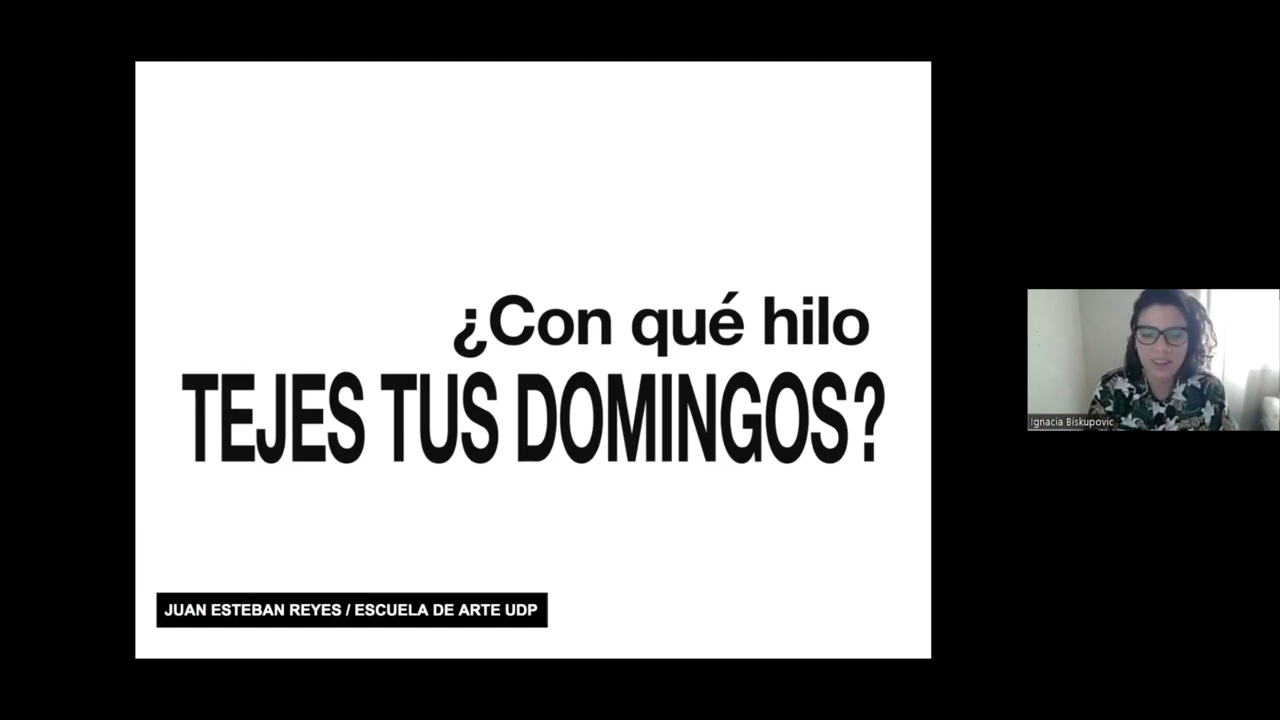 ¿Con qué hilo
TEJES TUS DOMINGOS?
JUAN ESTEBAN REYES / ESCUELA DE ARTE UDP
Ignacia Biskupovic